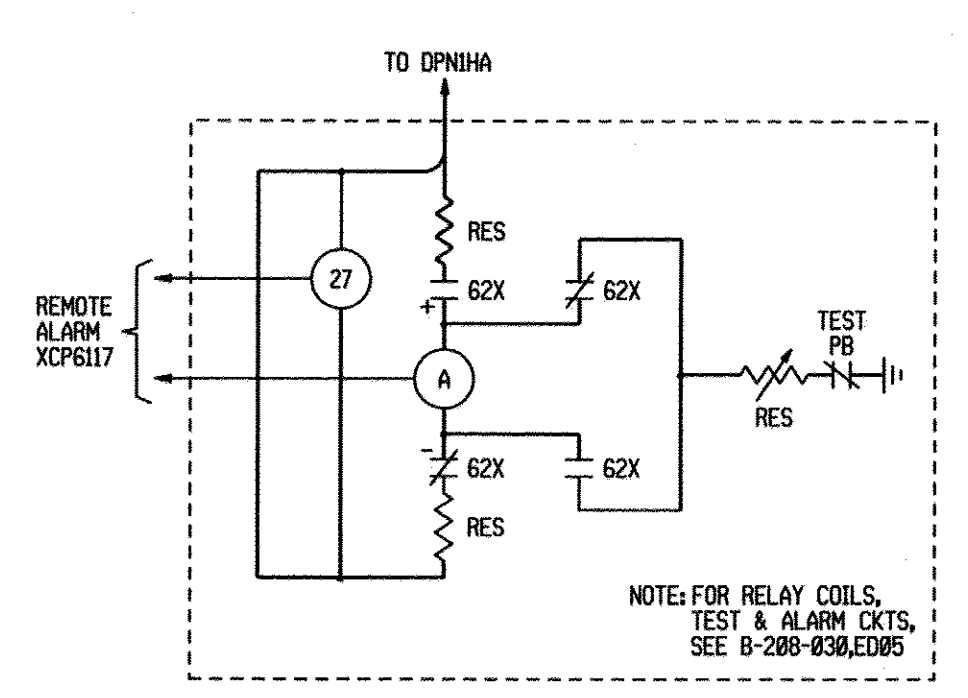 TO DPN1HA
RES
27
62X
62X
+
REMOTE
ALARM
XCP6117
TEST
PB
A
RES
-
62X
62X
RES
NOTE: FOR RELAY COILS,
TEST & ALARM CKTS,
SEE B-208-030,ED05